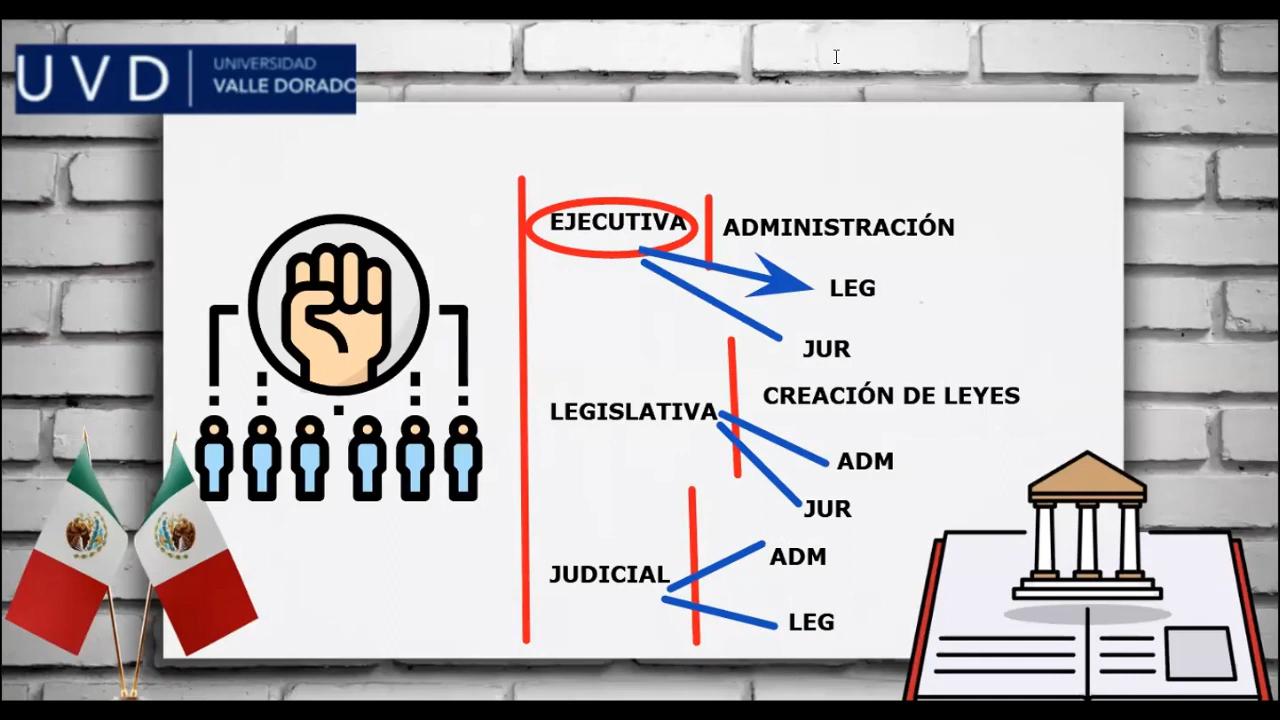 UVD
UNIVERSIDAD
VALLE DORADO
EJECUTIVA
ADMINISTRACIÓN
LEG
JUR
LEGISLATIVA
CREACIÓN DE LEYES
ADM
JUR
JUDICIAL
ADM
LEG